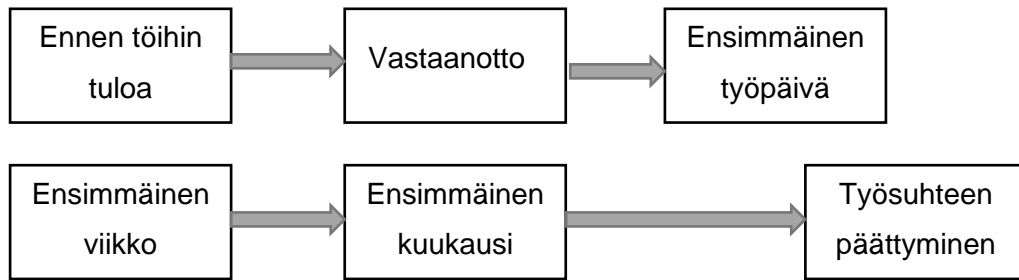 Ennen töihin
tuloa
Vastaanotto
Ensimmäinen
työpäivä
Ensimmäinen
viikko
Ensimmäinen
kuukausi
Työsuhteen
päättyminen